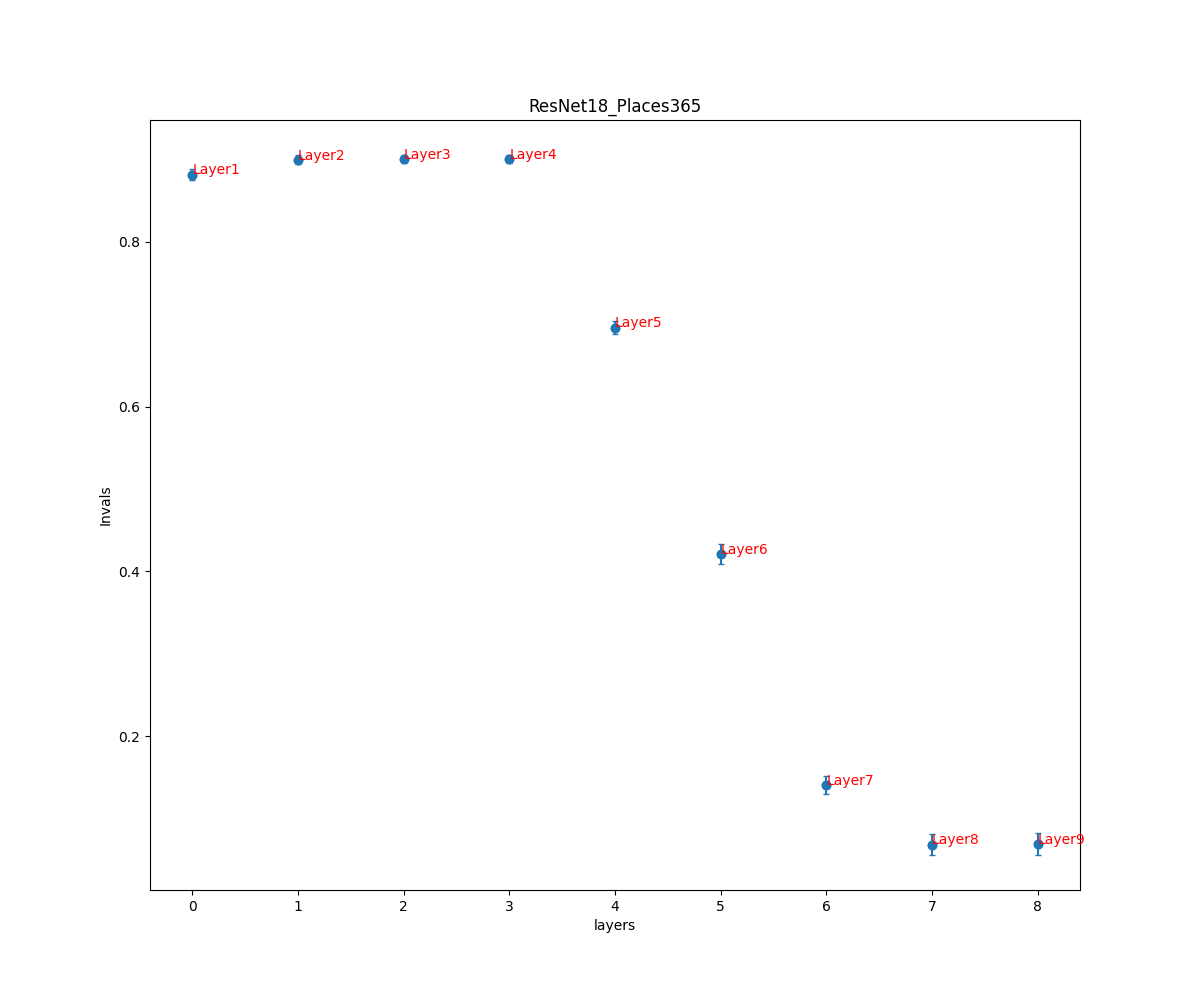 ResNet18_Places365
Layer1
Layer2
Layer3
Layer4
0.8
Layer5
0.6
Invals
Layer6
0.4
0.2
Layer7
Layer8
Layer9
0 1 2 3 4 5 6 7 8
layers